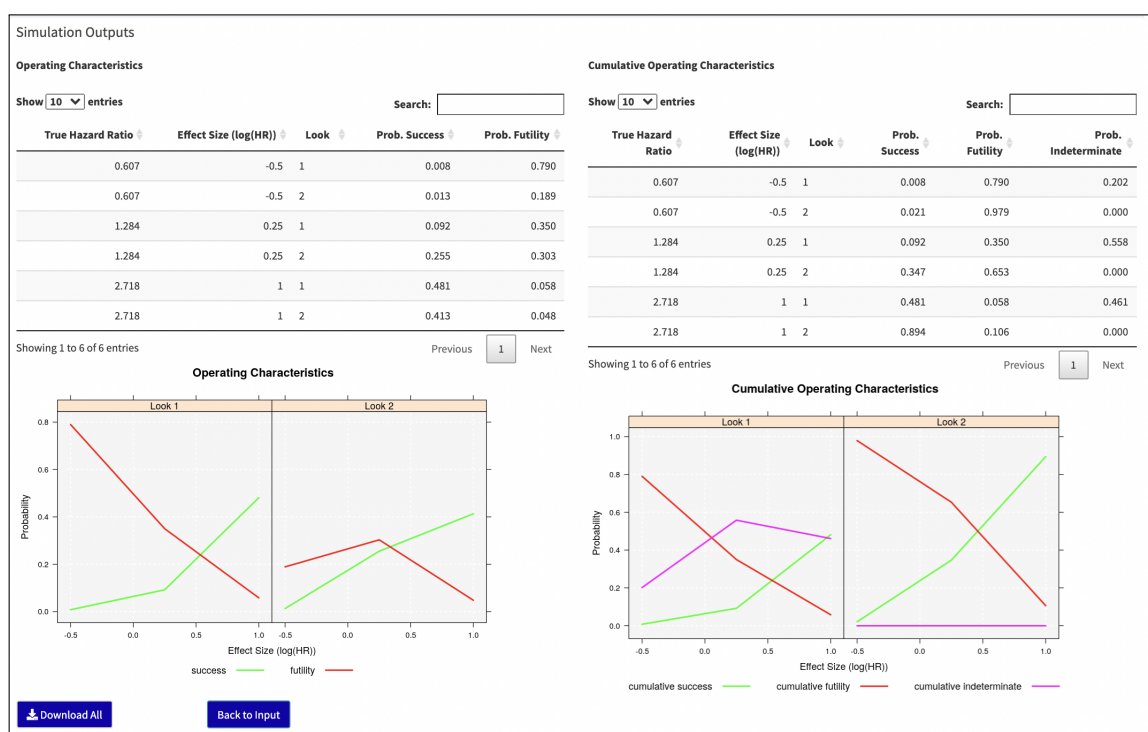 Simulation Outputs
Operating Characteristics
Show 10 entries
Search:
True Hazard Ratio Effect Size (log(HR)) Look Prob. Success Prob. Futility
0.607 -0.5 1 0.008 0.790
0.607 -0.5 2 0.013 0.189
1.284 0.25 1 0.092 0.350
1.284 0.25 2 0.255 0.303
2.718 1 1 0.481 0.058
2.718 1 2 0.413 0.048
Showing 1 to 6 of 6 entries
Previous 1 Next
Operating Characteristics
Look 1 Look 2
0.8
0.6
0.4
0.2
0.0
Probability
-0.5 0.0 0.5 1.0 -0.5 0.0 0.5 1.0
Effect Size (log(HR))
success futility
Download All
Back to Input
Cumulative Operating Characteristics
Show 10 entries
Search:
True Hazard Effect Size Look Prob. Prob. Prob.
Ratio (log(HR)) Success Futility Indeterminate
0.607 -0.5 1 0.008 0.790 0.202
0.607 -0.5 2 0.021 0.979 0.000
1.284 0.25 1 0.092 0.350 0.558
1.284 0.25 2 0.347 0.653 0.000
2.718 1 1 0.481 0.058 0.461
2.718 1 2 0.894 0.106 0.000
Showing 1 to 6 of 6 entries
Previous 1 Next
Cumulative Operating Characteristics
Look 1 Look 2
1.0
0.8
0.6
0.4
0.2
0.0
Probability
-0.5 0.0 0.5 1.0 -0.5 0.0 0.5 1.0
Effect Size (log(HR))
cumulative success cumulative futility cumulative indeterminate